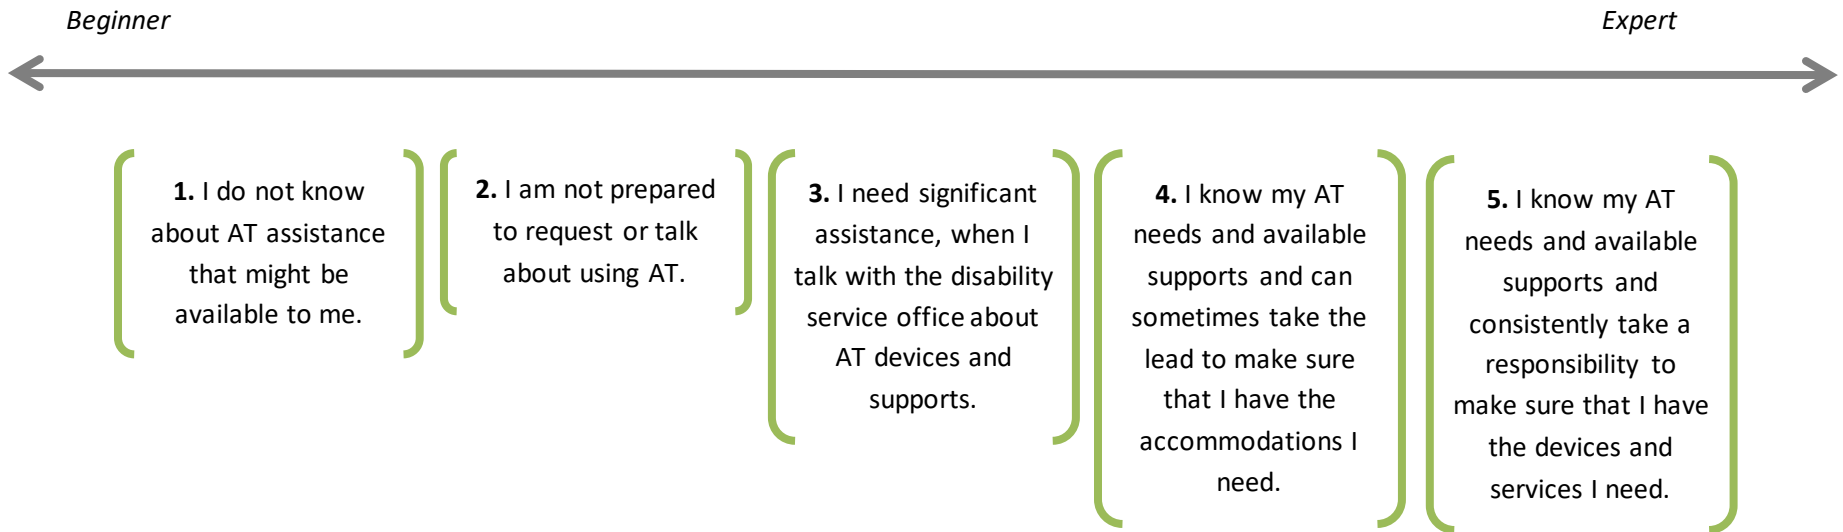 Beginner
Expert
1. I do not know
about AT assistance
that might be
available to me.
2. I am not prepared
to request or talk
about using AT.
3. I need significant
assistance, when I
talk with the disability
service office about
AT devices and
supports.
4. I know my AT
needs and available
supports and can
sometimes take the
lead to make sure
that I have the
accommodations I
need.
5. I know my AT
needs and available
supports and
consistently take a
responsibility to
make sure that I have
the devices and
services I need.